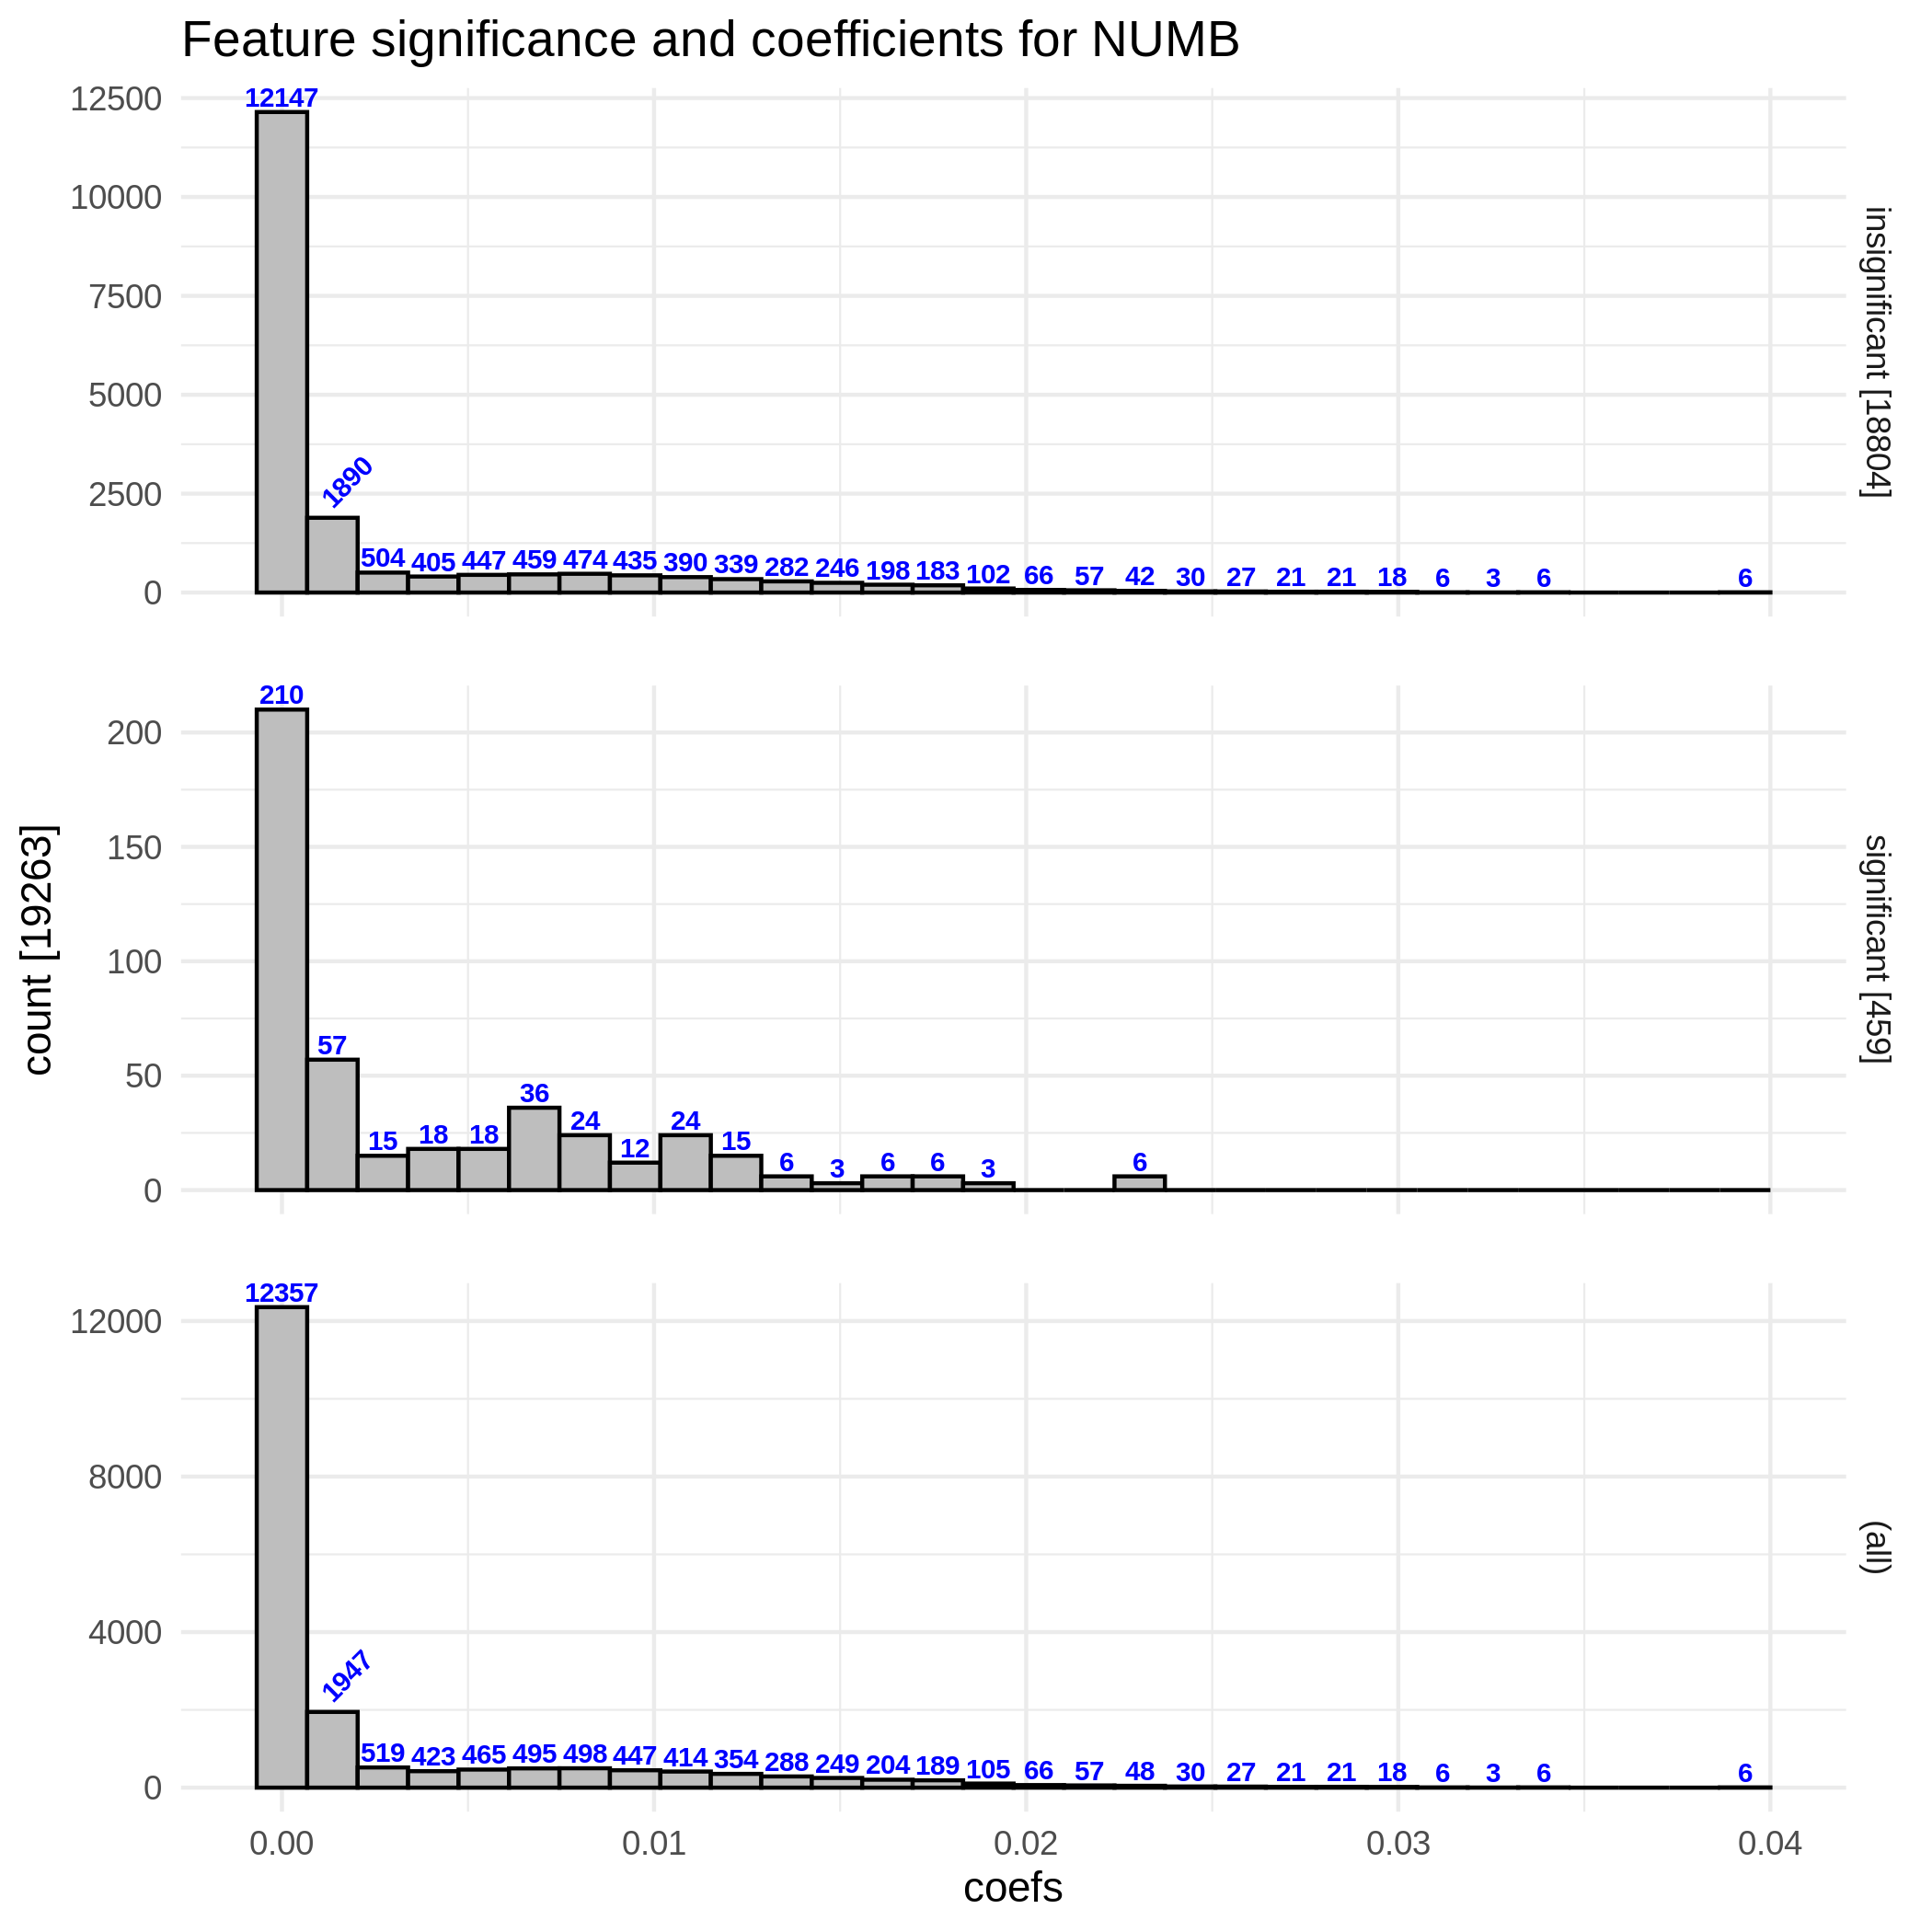 Feature significance and coefficients for NUMB
12500
10000
7500
5000
2500
0
12147
1890
504 405 447 459 474 435 390 339 282 246 198 183 102 66 57 42 30 27 21 21 18 6 3 6 6
insignificant [18804]
count [19263]
200
150
100
50
0
210
57
15 18 18 36 24 12 24 15 6 3 6 6 3 6
significant [459]
12000
8000
4000
0
12357
1947
519 423 465 495 498 447 414 354 288 249 204 189 105 66 57 48 30 27 21 21 18 6 3 6 6
(all)
0.00 0.01 0.02 0.03 0.04
coefs